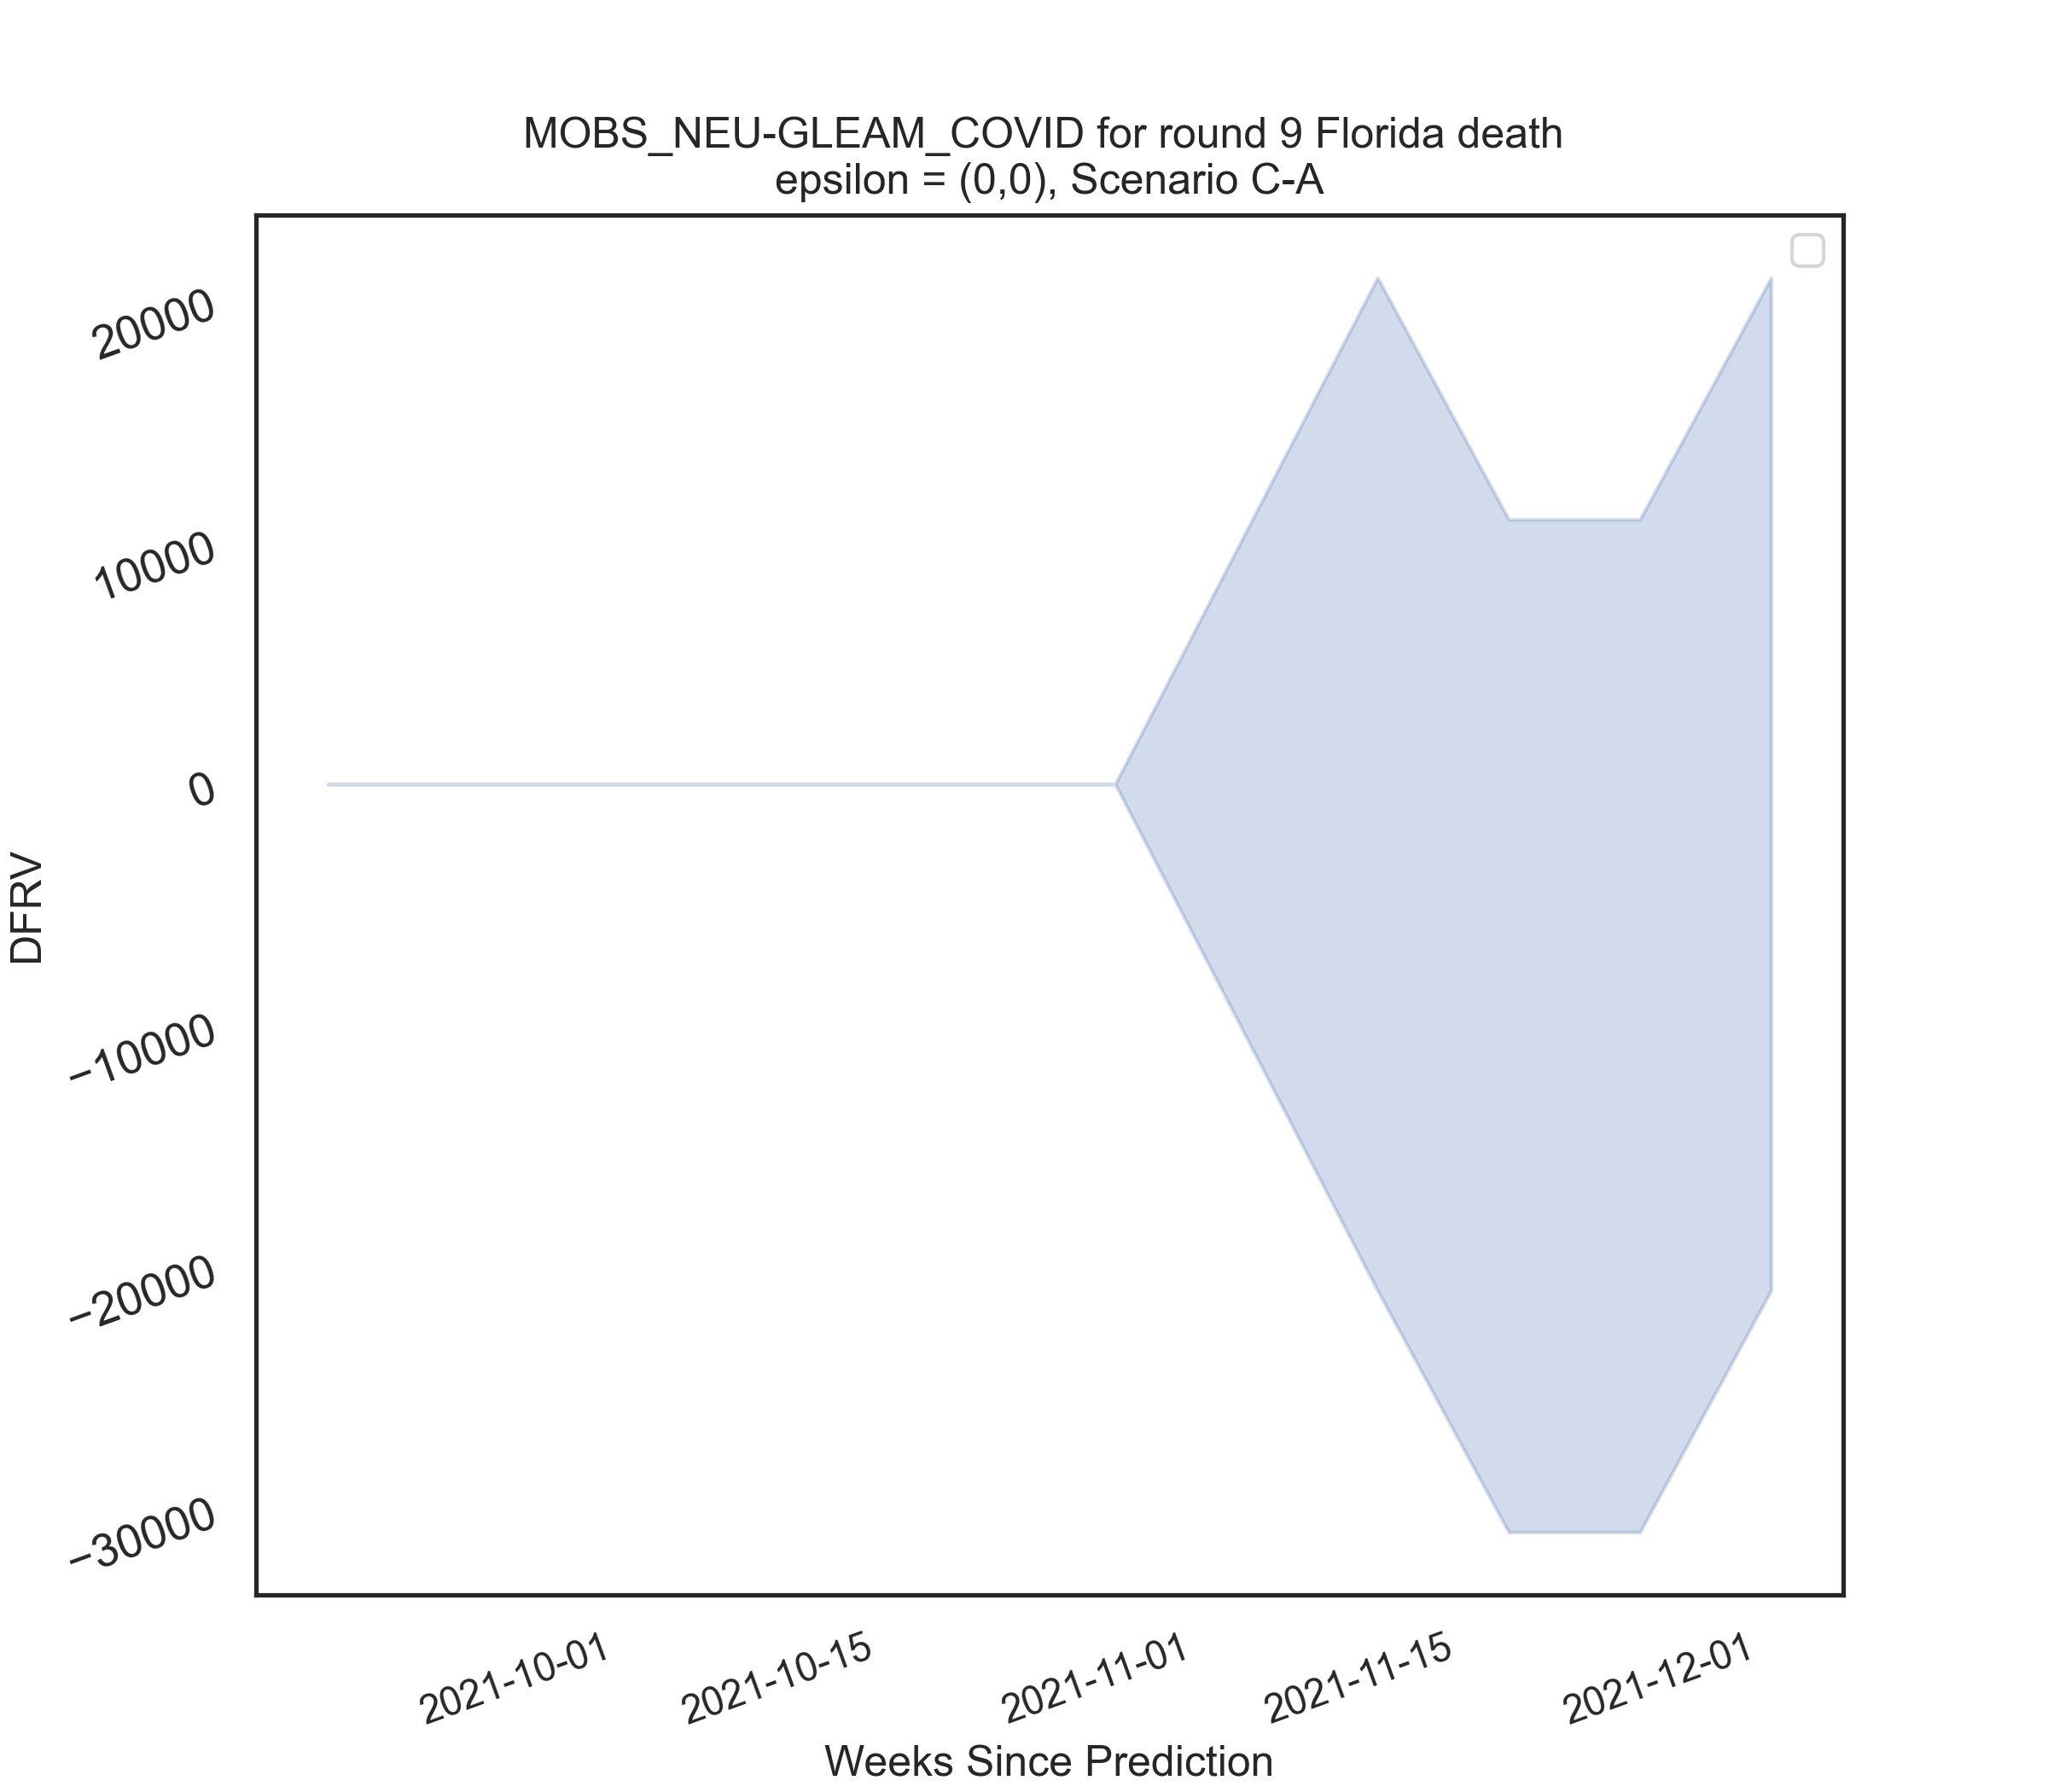 MOBS_NEU-GLEAM_COVID for round 9 Florida death
epsilon = (0,0), Scenario C-A
20000
10000
0
−10000
−20000
−30000
DFRV
2021-10-01
2021-10-15
2021-11-01
2021-11-15
2021-12-01
Weeks Since Prediction